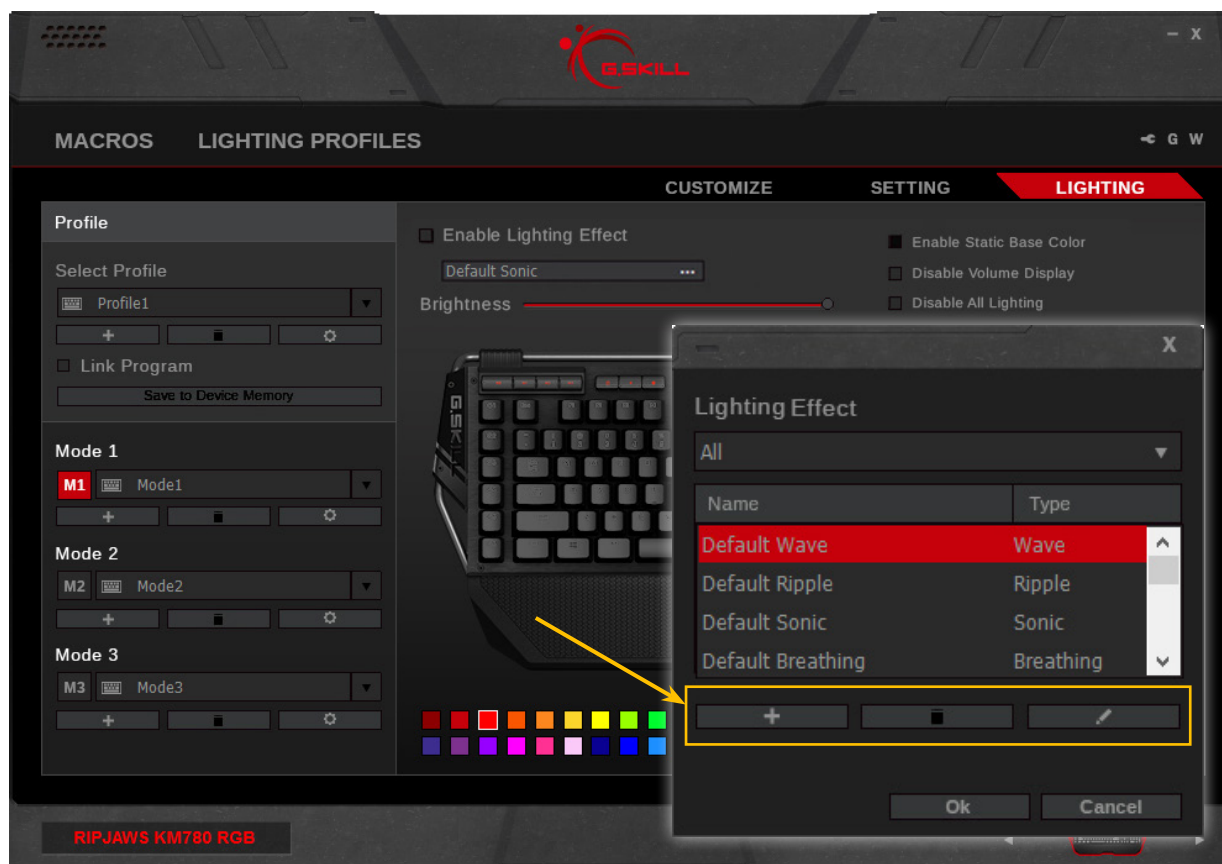 G.SKILL
– X
MACROS LIGHTING PROFILES
G W
CUSTOMIZE SETTING LIGHTING
Profile
Select Profile
Profile1
Link Program
Save to Device Memory
Mode 1
M1 Mode1
Mode 2
M2 Mode2
Mode 3
M3 Mode3
Enable Lighting Effect
Default Sonic ...
Brightness
Enable Static Base Color
Disable Volume Display
Disable All Lighting
G.SKILL
X
Lighting Effect
All
Name Type
Default Wave Wave
Default Ripple Ripple
Default Sonic Sonic
Default Breathing Breathing
Ok Cancel
RIPJAWS KM780 RGB